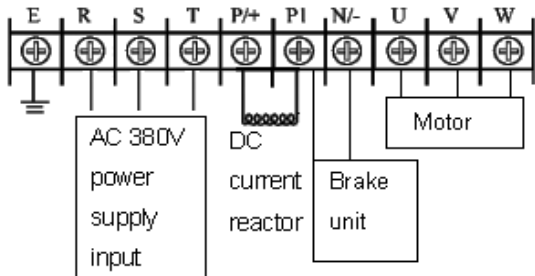 E R S T P/+ P1 N/- U V W
AC 380V
power
supply
input
DC
current
reactor
Brake
unit
Motor